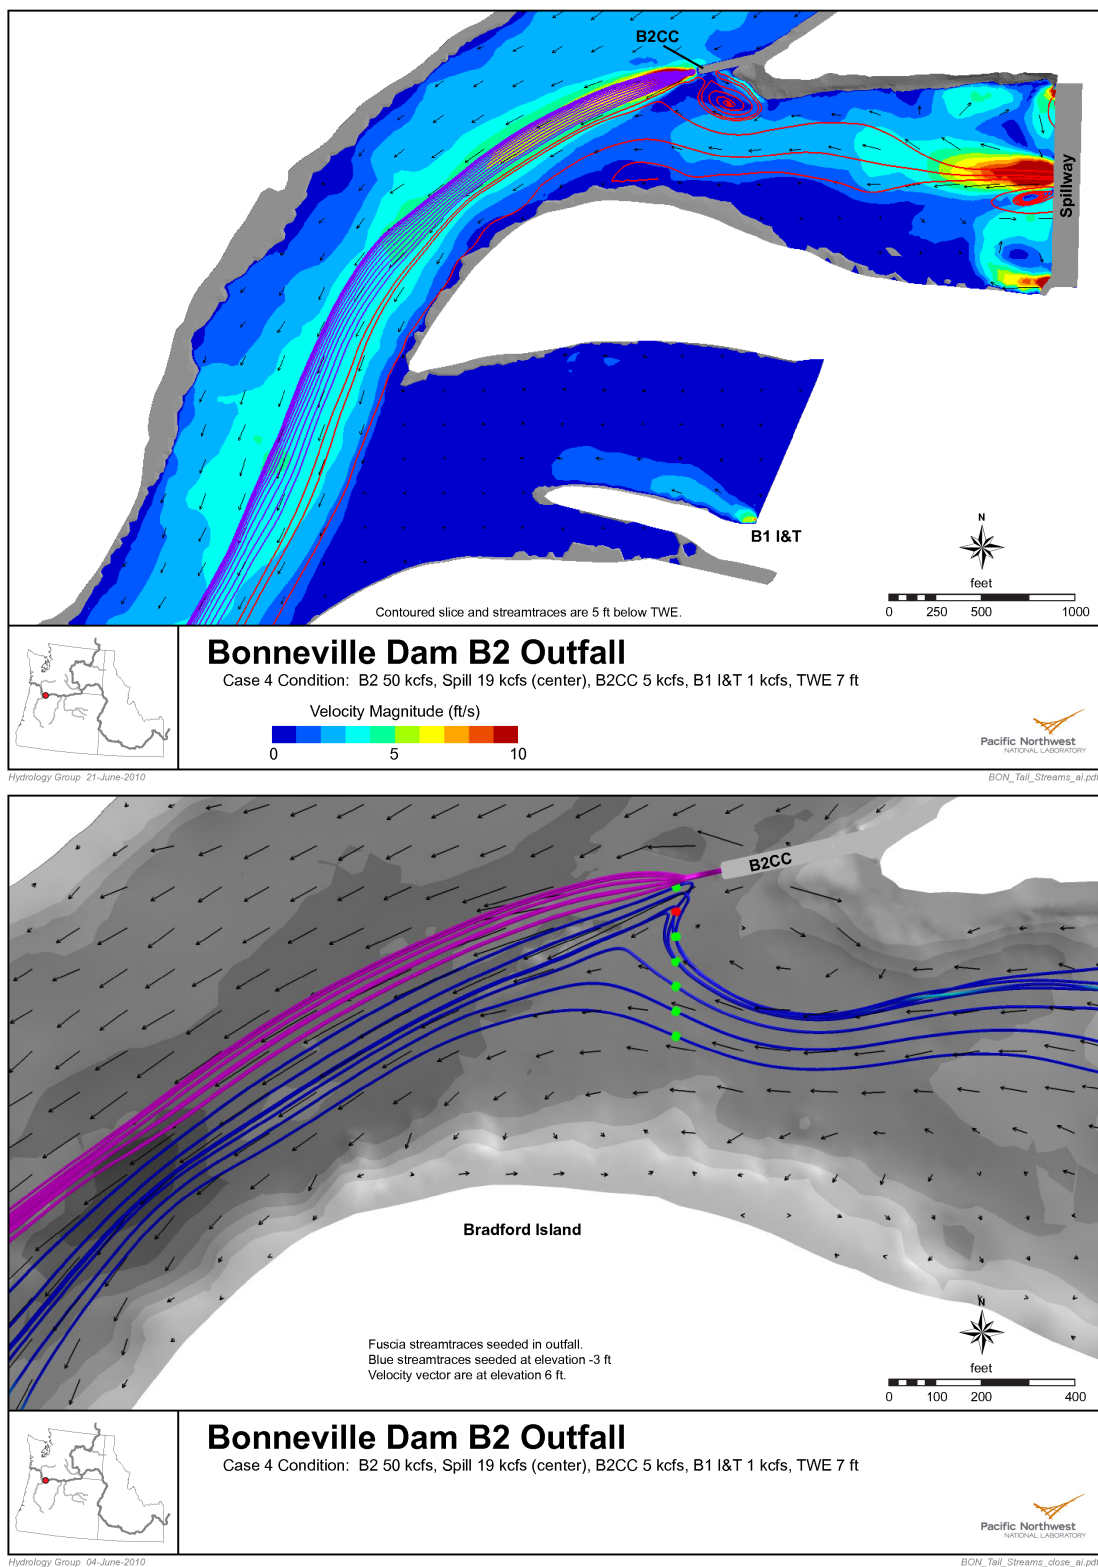 B2CC
Spillway
B1 I&T
N
feet
0 250 500 1000
Contoured slice and streamtraces are 5 ft below TWE.
Bonneville Dam B2 Outfall
Case 4 Condition: B2 50 kcfs, Spill 19 kcfs (center), B2CC 5 kcfs, B1 I&T 1 kcfs, TWE 7 ft
Velocity Magnitude (ft/s)
0 5 10
Pacific Northwest
NATIONAL LABORATORY
Hydrology Group 21-June-2010
BON_Tail_Streams_ai.pdf
B2CC
Bradford Island
N
Fuscia streamtraces seeded in outfall.
Blue streamtraces seeded at elevation -3 ft
Velocity vector are at elevation 6 ft.
feet
0 100 200 400
Bonneville Dam B2 Outfall
Case 4 Condition: B2 50 kcfs, Spill 19 kcfs (center), B2CC 5 kcfs, B1 I&T 1 kcfs, TWE 7 ft
Pacific Northwest
NATIONAL LABORATORY
Hydrology Group 04-June-2010
BON_Tail_Streams_close_ai.pdf